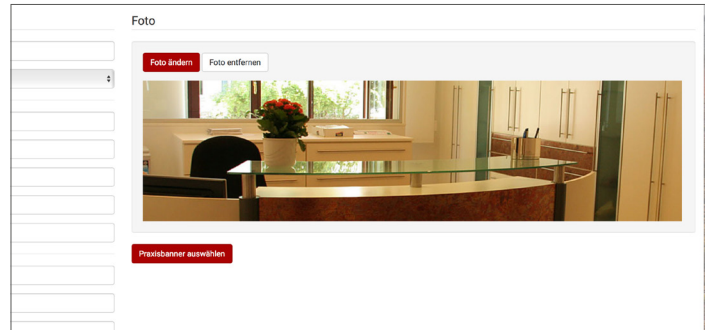 Foto
Foto ändern
Foto entfernen
Praxisbanner auswählen